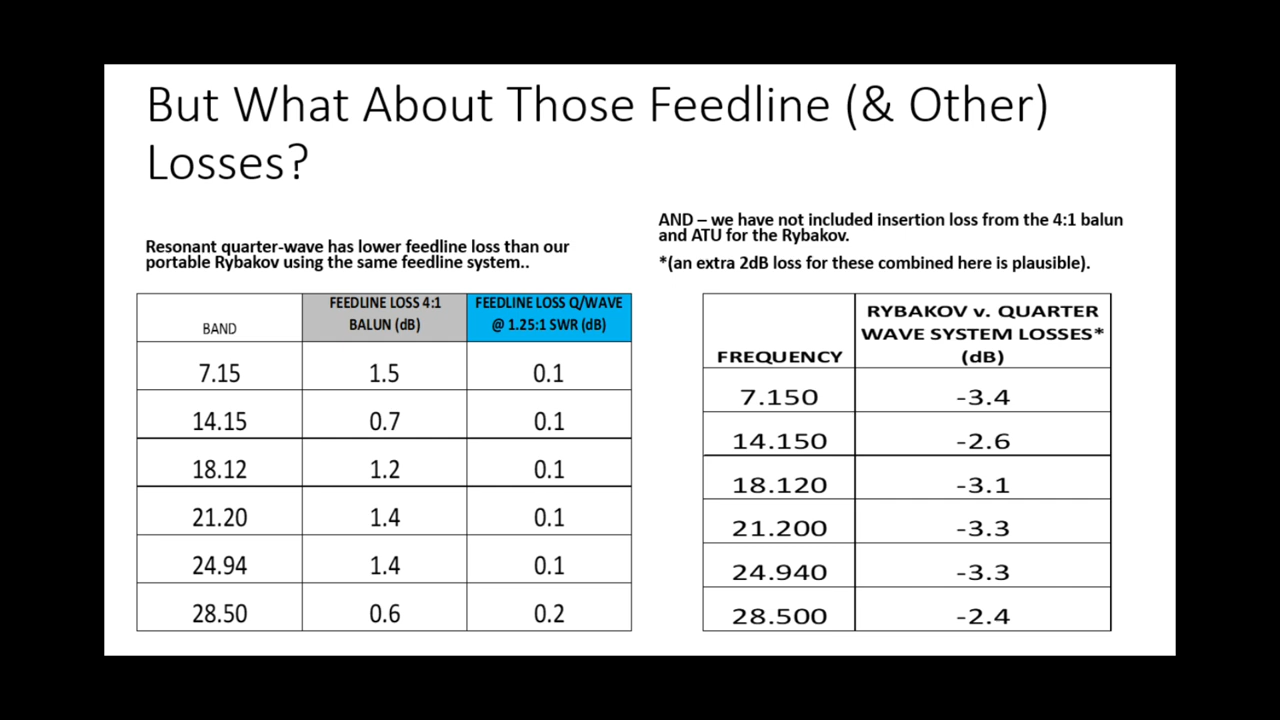 But What About Those Feedline (& Other)
Losses?
Resonant quarter-wave has lower feedline loss than our
portable Rybakov using the same feedline system..
BAND FEEDLINE LOSS 4:1 BALUN (dB) FEEDLINE LOSS Q/WAVE @ 1.25:1 SWR (dB)
7.15 1.5 0.1
14.15 0.7 0.1
18.12 1.2 0.1
21.20 1.4 0.1
24.94 1.4 0.1
28.50 0.6 0.2
AND – we have not included insertion loss from the 4:1 balun
and ATU for the Rybakov.
*(an extra 2dB loss for these combined here is plausible).
FREQUENCY RYBAKOV v. QUARTER WAVE SYSTEM LOSSES* (dB)
7.150 -3.4
14.150 -2.6
18.120 -3.1
21.200 -3.3
24.940 -3.3
28.500 -2.4